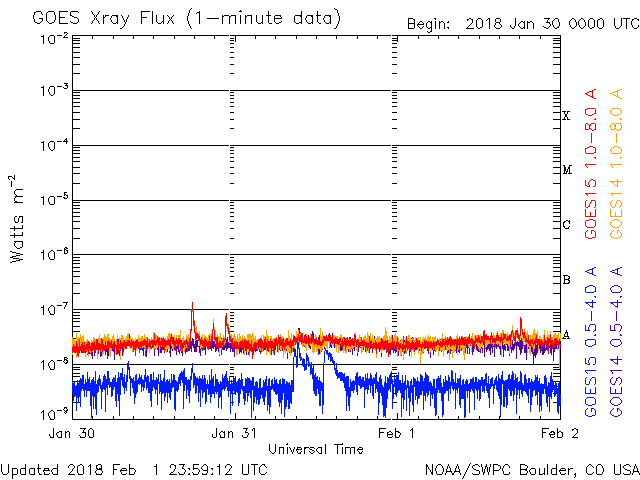 GOES Xray Flux (1-minute data)
Begin: 2018 Jan 30 0000 UTC
10⁻²
10⁻³
10⁻⁴
10⁻⁵
10⁻⁶
10⁻⁷
10⁻⁸
10⁻⁹
Watts m⁻²
X
M
C
B
A
GOES15 1.0-8.0 A
GOES14 1.0-8.0 A
GOES15 0.5-4.0 A
GOES14 0.5-4.0 A
Jan 30
Jan 31
Feb 1
Feb 2
Universal Time
Updated 2018 Feb 1 23:59:12 UTC
NOAA/SWPC Boulder, CO USA